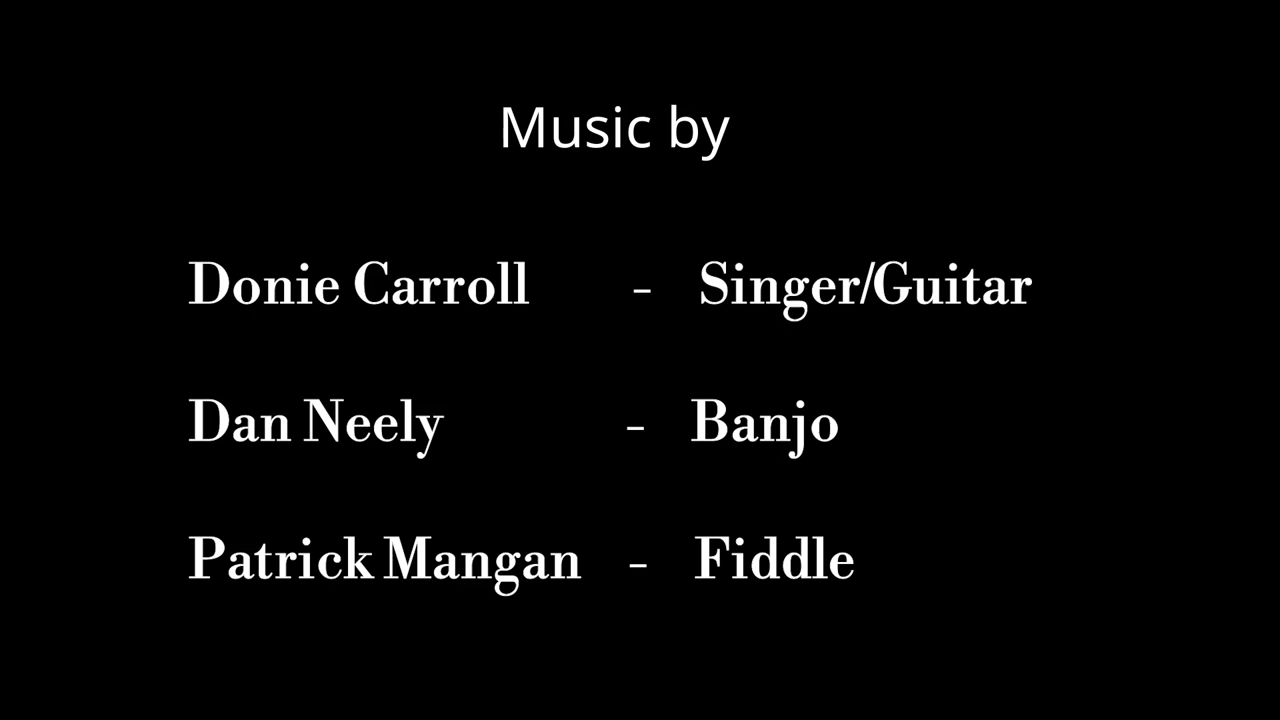 Music by
Donie Carroll - Singer/Guitar
Dan Neely - Banjo
Patrick Mangan - Fiddle